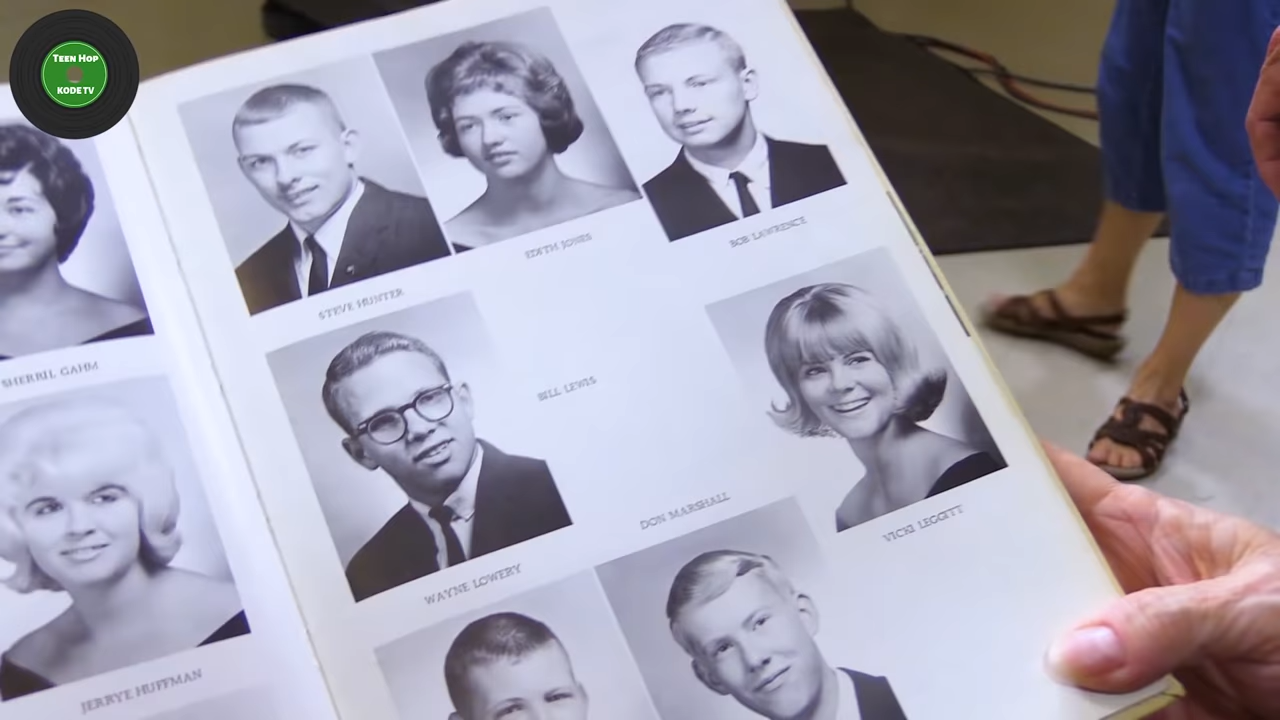 TEEN HOP
KODE TV
SHERRIL GAHM
JERRYE HUFFMAN
STEVE HUNTER
EDITH JONES
BOB LAWRENCE
WAYNE LOWERY
BILL LEWIS
VICKI LEGGITT
DON MARSHALL